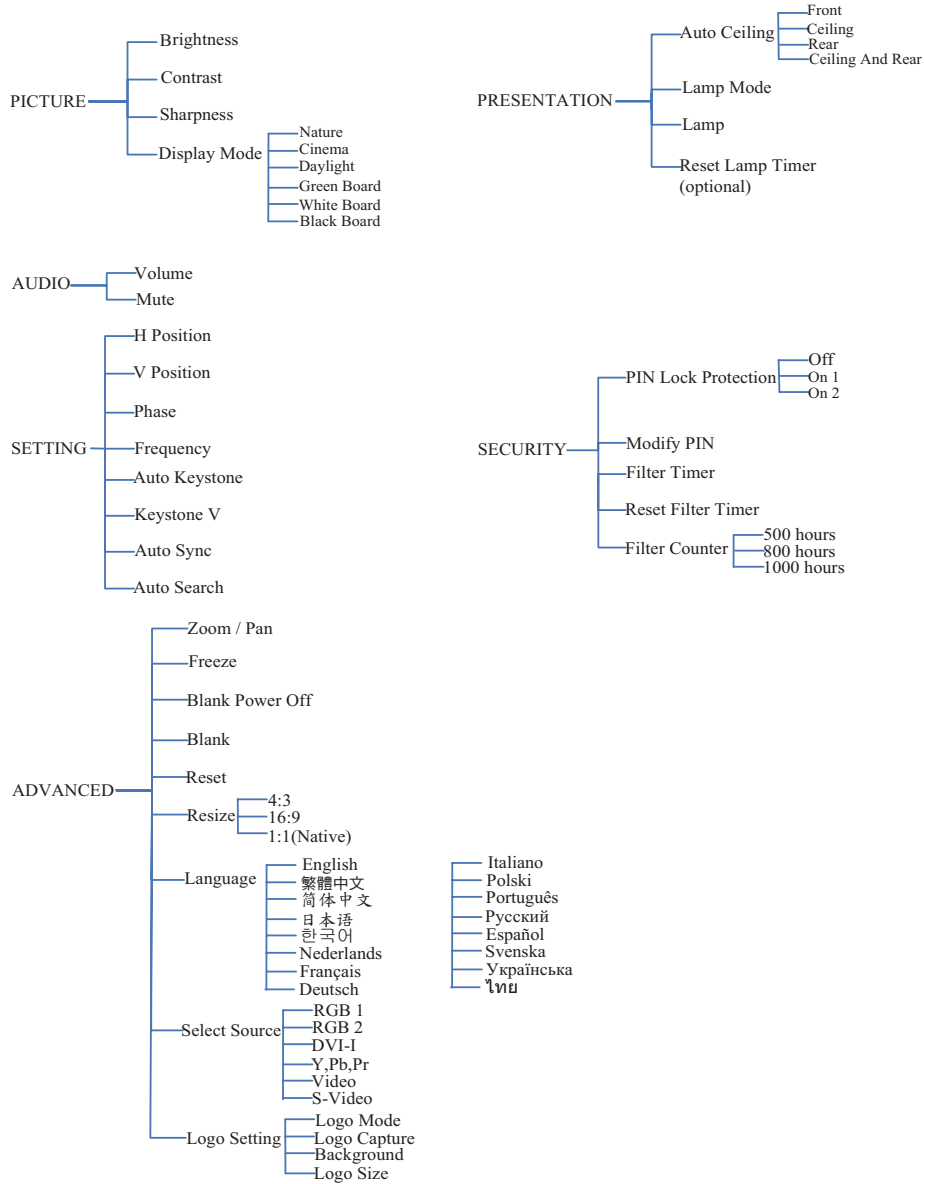 PICTURE
Brightness
Contrast
Sharpness
Display Mode
Nature
Cinema
Daylight
Green Board
White Board
Black Board
PRESENTATION
Auto Ceiling
Front
Ceiling
Rear
Ceiling And Rear
Lamp Mode
Lamp
Reset Lamp Timer
(optional)
AUDIO
Volume
Mute
SETTING
H Position
V Position
Phase
Frequency
Auto Keystone
Keystone V
Auto Sync
Auto Search
SECURITY
PIN Lock Protection
Off
On 1
On 2
Modify PIN
Filter Timer
Reset Filter Timer
Filter Counter
500 hours
800 hours
1000 hours
ADVANCED
Zoom / Pan
Freeze
Blank Power Off
Blank
Reset
Resize
4:3
16:9
1:1(Native)
Language
English
繁體中文
简体中文
日本语
한국어
Nederlands
Français
Deutsch
Italiano
Polski
Português
Русский
Español
Svenska
Українська
ไทย
Select Source
RGB 1
RGB 2
DVI-I
Y,Pb,Pr
Video
S-Video
Logo Setting
Logo Mode
Logo Capture
Background
Logo Size